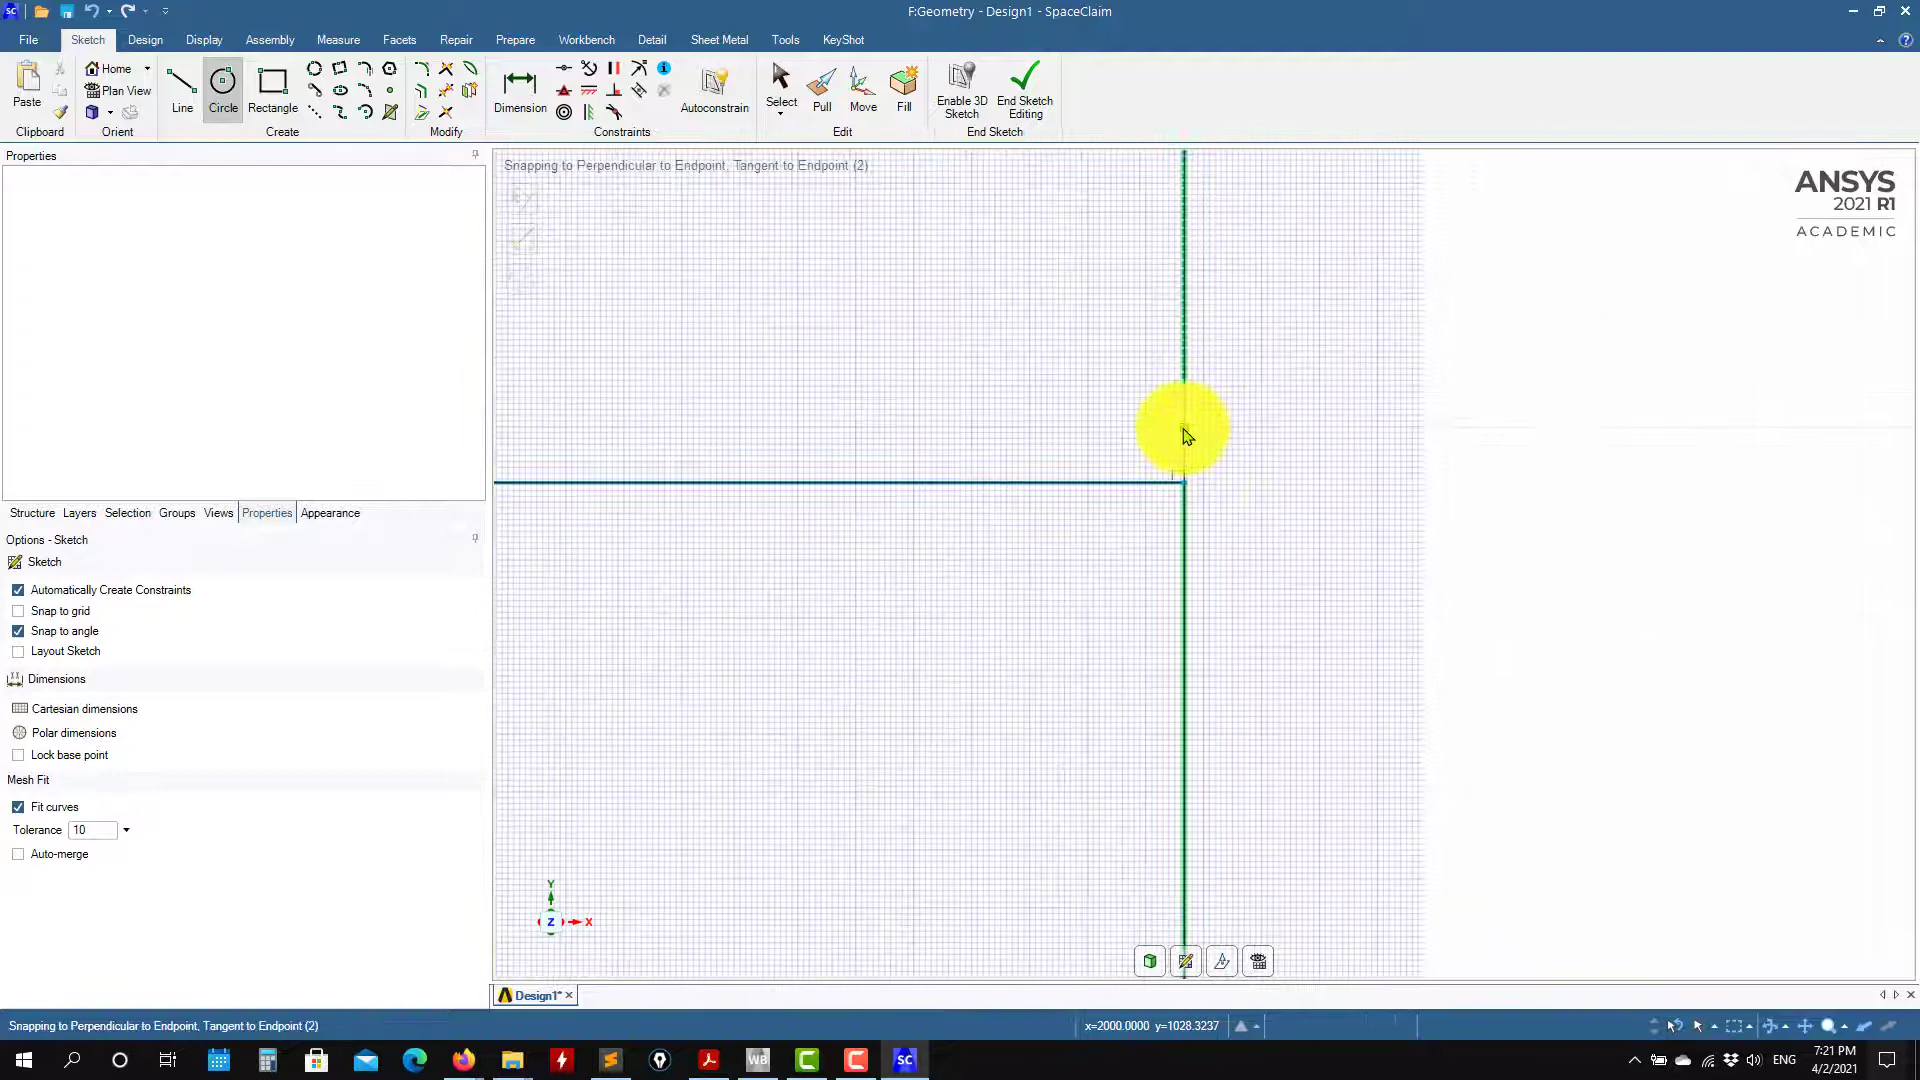 SC
F:Geometry - Design1 - SpaceClaim
File Sketch Design Display Assembly Measure Facets Repair Prepare Workbench Detail Sheet Metal Tools KeyShot
Paste
Home
Plan View
Line
Circle
Rectangle
Dimension
Autoconstrain
Select
Pull
Move
Fill
Enable 3D
Sketch
End Sketch
Editing
Clipboard
Orient
Create
Modify
Constraints
Edit
End Sketch
Properties
Snapping to Perpendicular to Endpoint, Tangent to Endpoint (2)
ANSYS
2021 R1
ACADEMIC
Structure Layers Selection Groups Views Properties Appearance
Options - Sketch
Sketch
Automatically Create Constraints
Snap to grid
Snap to angle
Layout Sketch
Dimensions
Cartesian dimensions
Polar dimensions
Lock base point
Mesh Fit
Fit curves
Tolerance 10
Auto-merge
Y
Z
X
Design1*
Snapping to Perpendicular to Endpoint, Tangent to Endpoint (2)
x=2000.0000 y=1028.3237
WB
SC
ENG
7:21 PM
4/2/2021